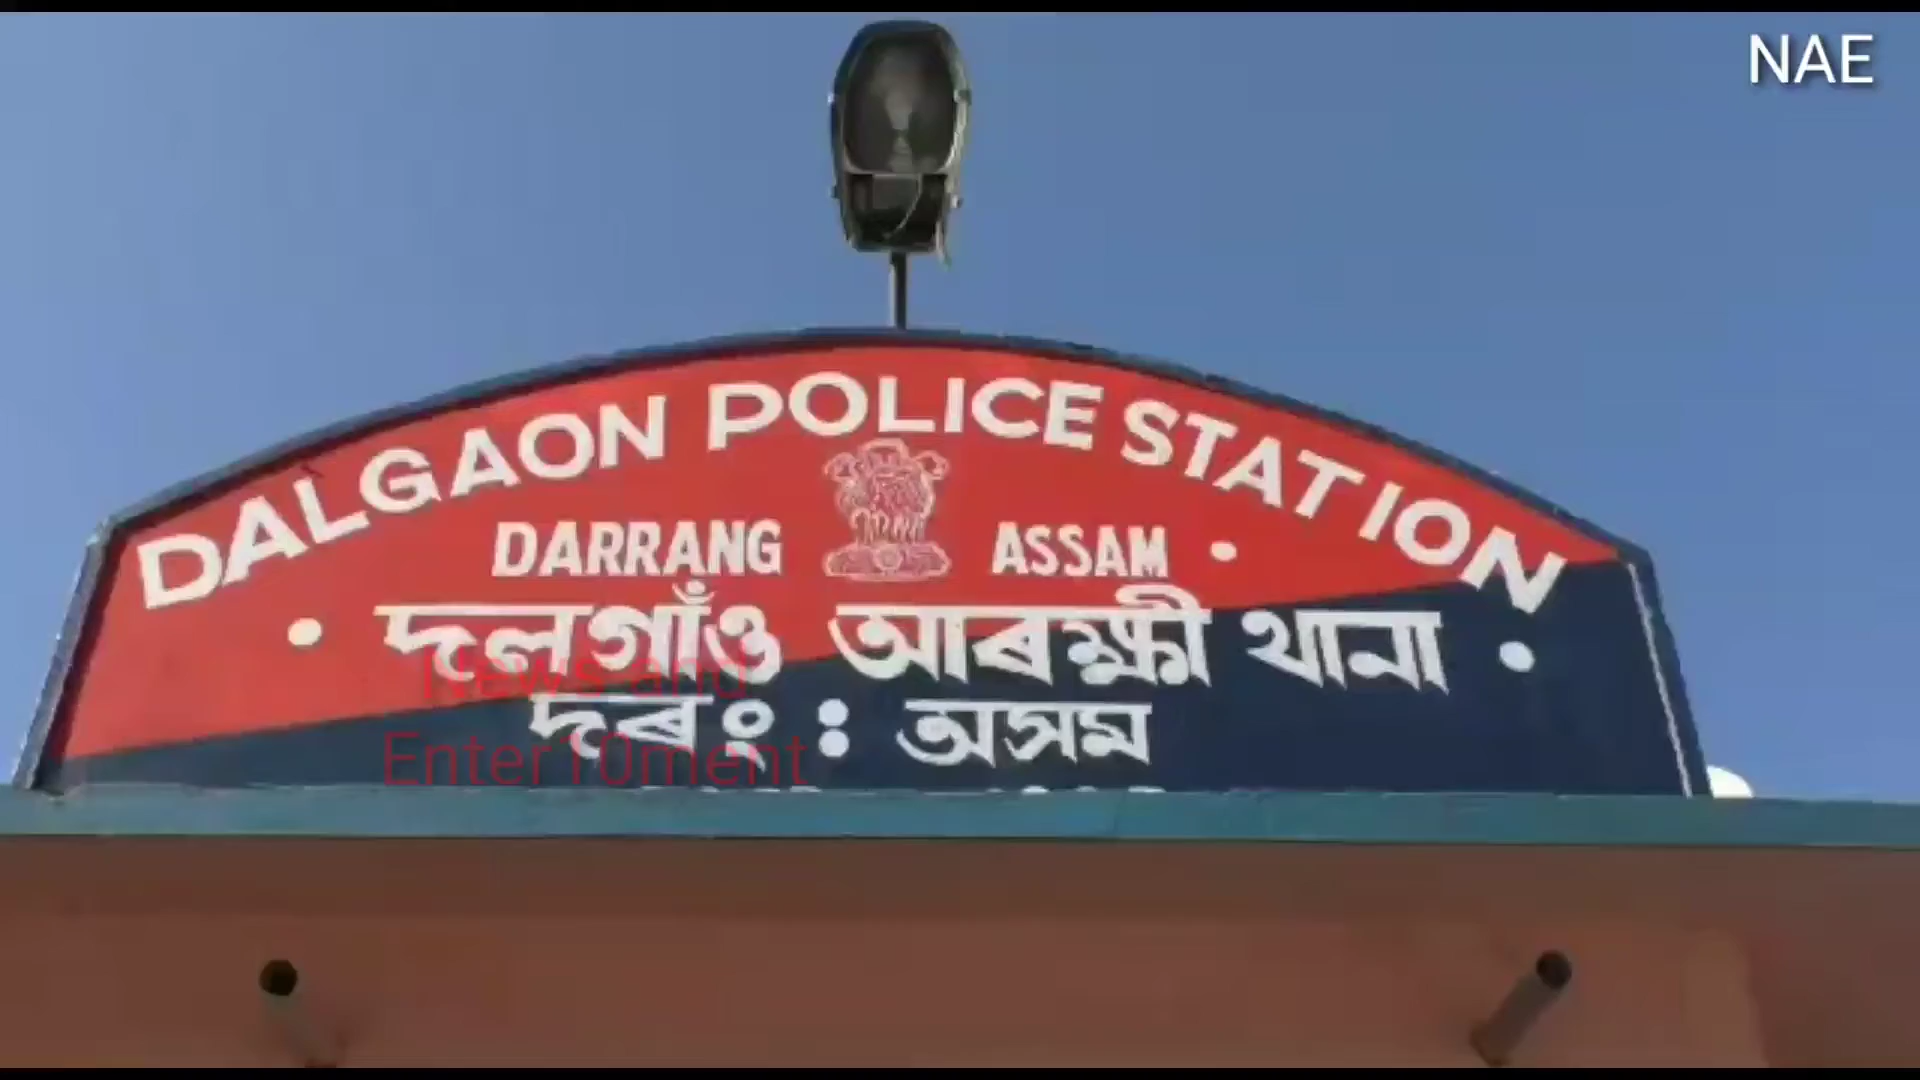 NAE
DALGAON POLICE STATION
DARRANG ASSAM •
• দলগাঁও আৰক্ষী থানা •
দৰং : অসম
News and
Enter10ment